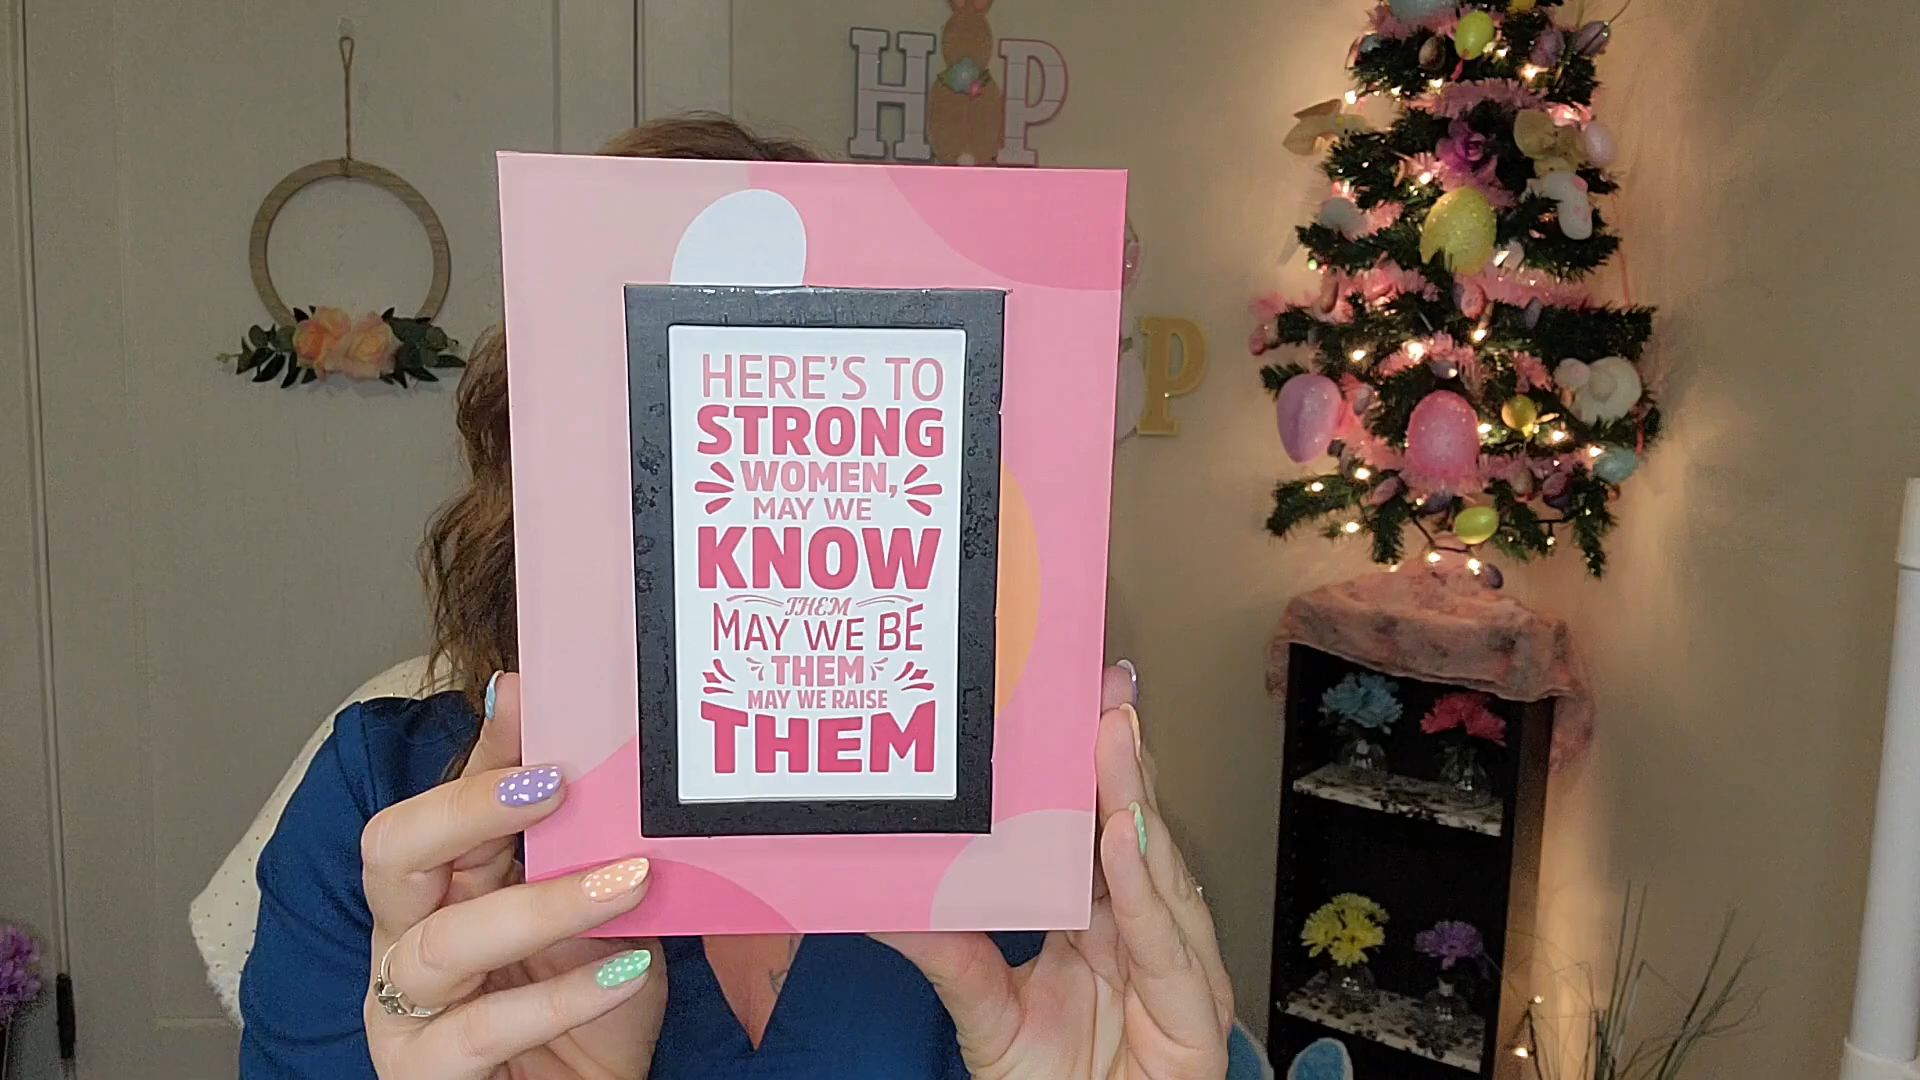 H P
P
HERE'S TO
STRONG
WOMEN,
MAY WE
KNOW
THEM
MAY WE BE
THEM
MAY WE RAISE
THEM